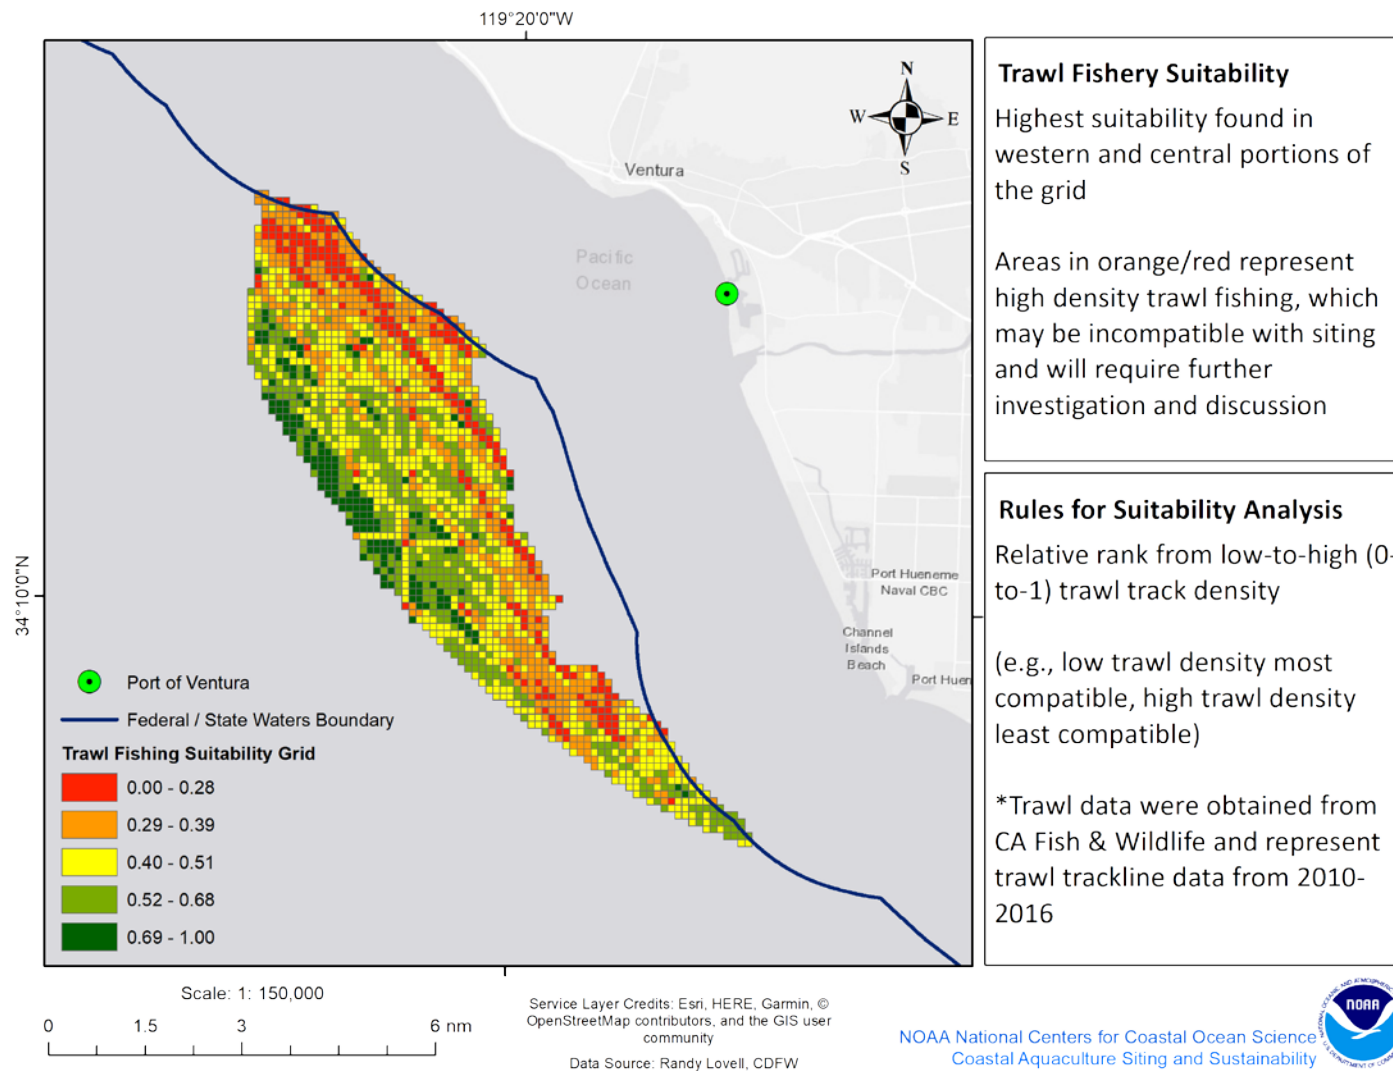 119°20'0"W
N
W
E
S
Ventura
Pacific
Ocean
34°10'0"N
Port Hueneme
Naval CBC
Channel
Islands
Beach
Port Huen
Port of Ventura
Federal / State Waters Boundary
Trawl Fishing Suitability Grid
0.00 - 0.28
0.29 - 0.39
0.40 - 0.51
0.52 - 0.68
0.69 - 1.00
Trawl Fishery Suitability
Highest suitability found in
western and central portions of
the grid
Areas in orange/red represent
high density trawl fishing, which
may be incompatible with siting
and will require further
investigation and discussion
Rules for Suitability Analysis
Relative rank from low-to-high (0-
to-1) trawl track density
(e.g., low trawl density most
compatible, high trawl density
least compatible)
*Trawl data were obtained from
CA Fish & Wildlife and represent
trawl trackline data from 2010-
2016
Scale: 1: 150,000
0 1.5 3 6 nm
Service Layer Credits: Esri, HERE, Garmin, ©
OpenStreetMap contributors, and the GIS user
community
Data Source: Randy Lovell, CDFW
NOAA National Centers for Coastal Ocean Science
Coastal Aquaculture Siting and Sustainability
NOAA